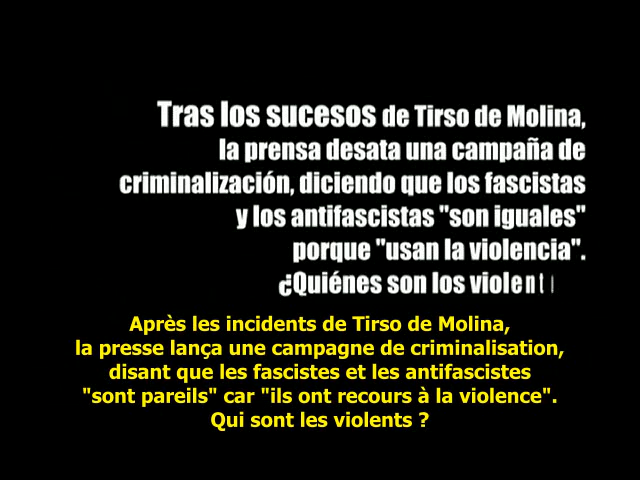 Tras los sucesos de Tirso de Molina,
la prensa desata una campaña de
criminalización, diciendo que los fascistas
y los antifascistas "son iguales"
porque "usan la violencia".
¿Quiénes son los violent
Après les incidents de Tirso de Molina,
la presse lança une campagne de criminalisation,
disant que les fascistes et les antifascistes
"sont pareils" car "ils ont recours à la violence".
Qui sont les violents ?